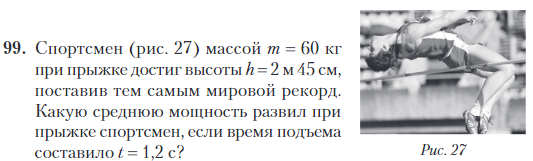 99. Спортсмен (рис. 27) массой m = 60 кг
при прыжке достиг высоты h = 2 м 45 см,
поставив тем самым мировой рекорд.
Какую среднюю мощность развил при
прыжке спортсмен, если время подъема
составило t = 1,2 с?
Рис. 27